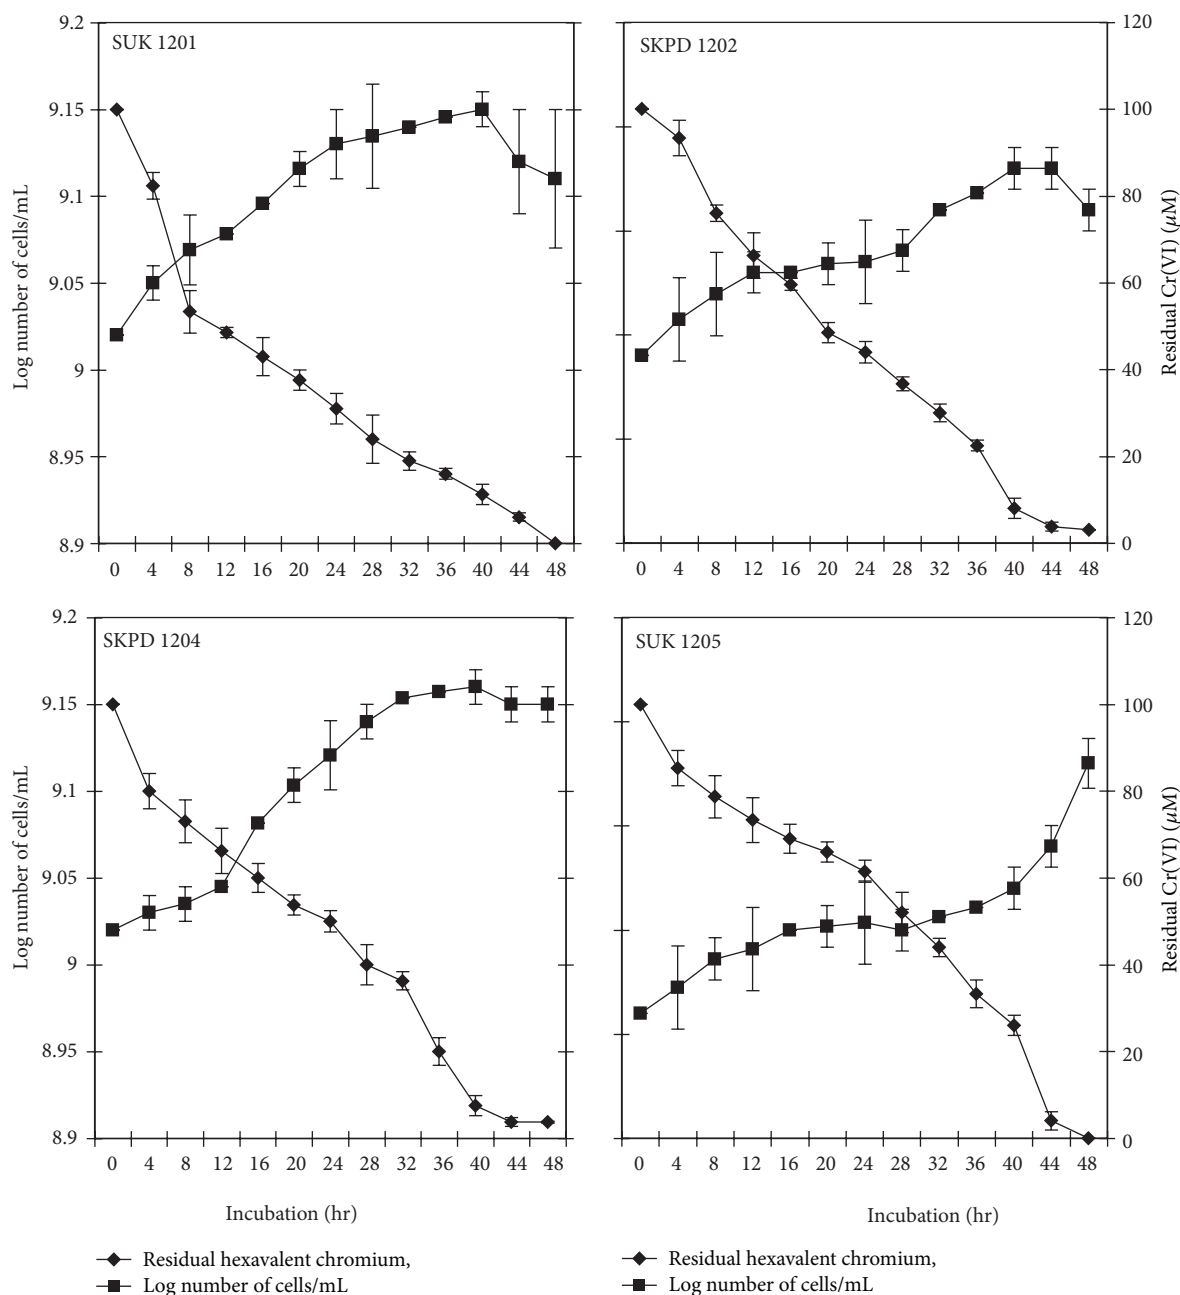 SUK 1201
9.2
9.15
9.1
9.05
9
8.95
8.9
Log number of cells/mL
0 4 8 12 16 20 24 28 32 36 40 44 48
SKPD 1202
120
100
80
60
40
20
0
Residual Cr(VI) (μM)
0 4 8 12 16 20 24 28 32 36 40 44 48
SKPD 1204
9.2
9.15
9.1
9.05
9
8.95
8.9
Log number of cells/mL
0 4 8 12 16 20 24 28 32 36 40 44 48
Incubation (hr)
Residual hexavalent chromium,
Log number of cells/mL
SUK 1205
120
100
80
60
40
20
0
Residual Cr(VI) (μM)
0 4 8 12 16 20 24 28 32 36 40 44 48
Incubation (hr)
Residual hexavalent chromium,
Log number of cells/mL